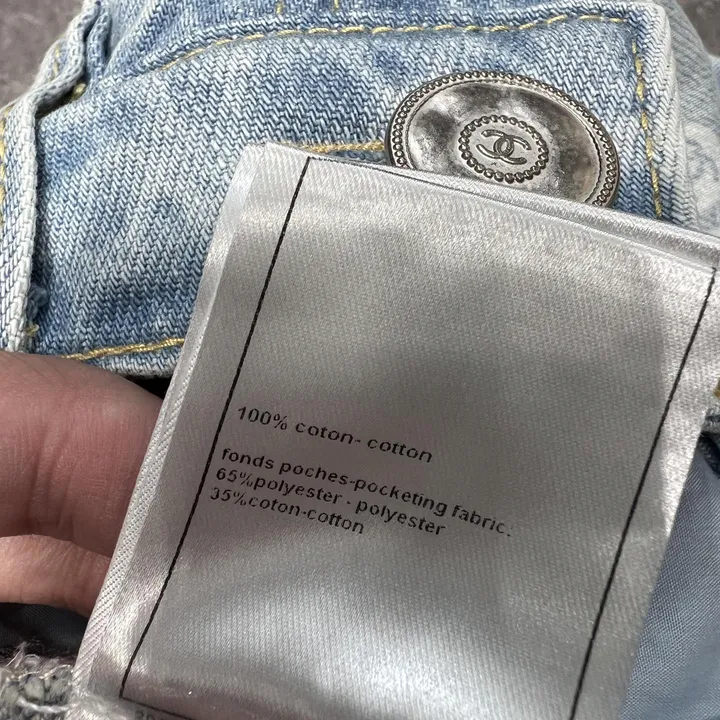 100% coton- cotton
fonds poches-pocketing fabric:
65%polyester - polyester
35%coton-cotton